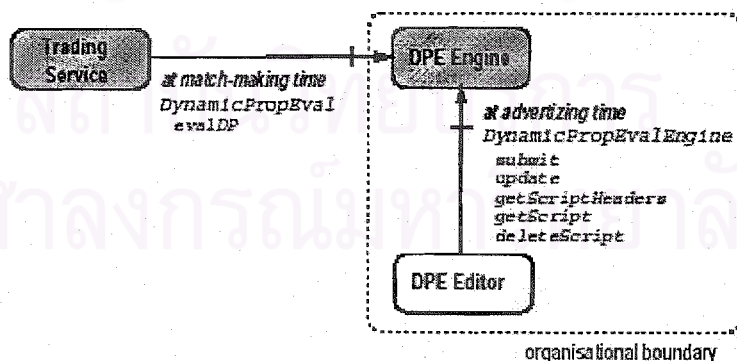 Trading
Service
DPE Engine
at match-making time
DynamicPropEval
evalDP
at advertizing time
DynamicPropEvalEngine
submit
update
getScriptHeaders
getScript
deleteScript
DPE Editor
organisational boundary